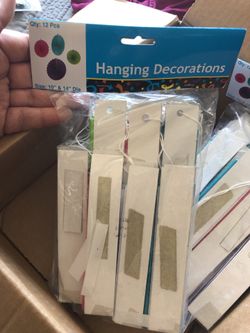 Qty: 12 Pcs
Hanging Decorations
Size: 10" & 14" Dia